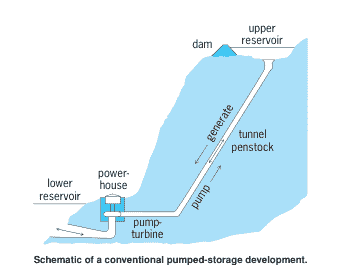 upper
reservoir
dam
generate
tunnel
penstock
pump
power-
house
lower
reservoir
pump-
turbine
Schematic of a conventional pumped-storage development.